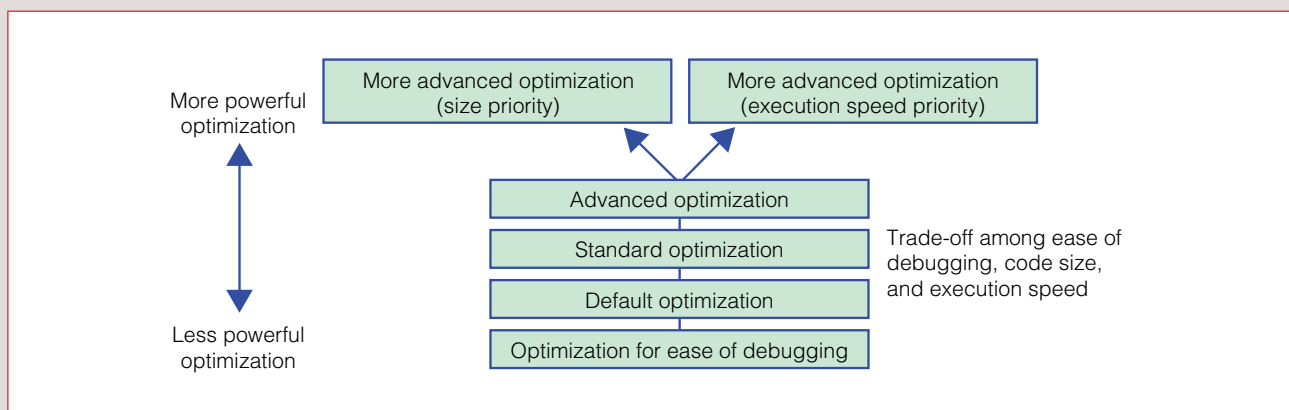 More advanced optimization
(size priority)
More advanced optimization
(execution speed priority)
More powerful
optimization
Advanced optimization
Standard optimization
Trade-off among ease of
debugging, code size,
and execution speed
Default optimization
Less powerful
optimization
Optimization for ease of debugging